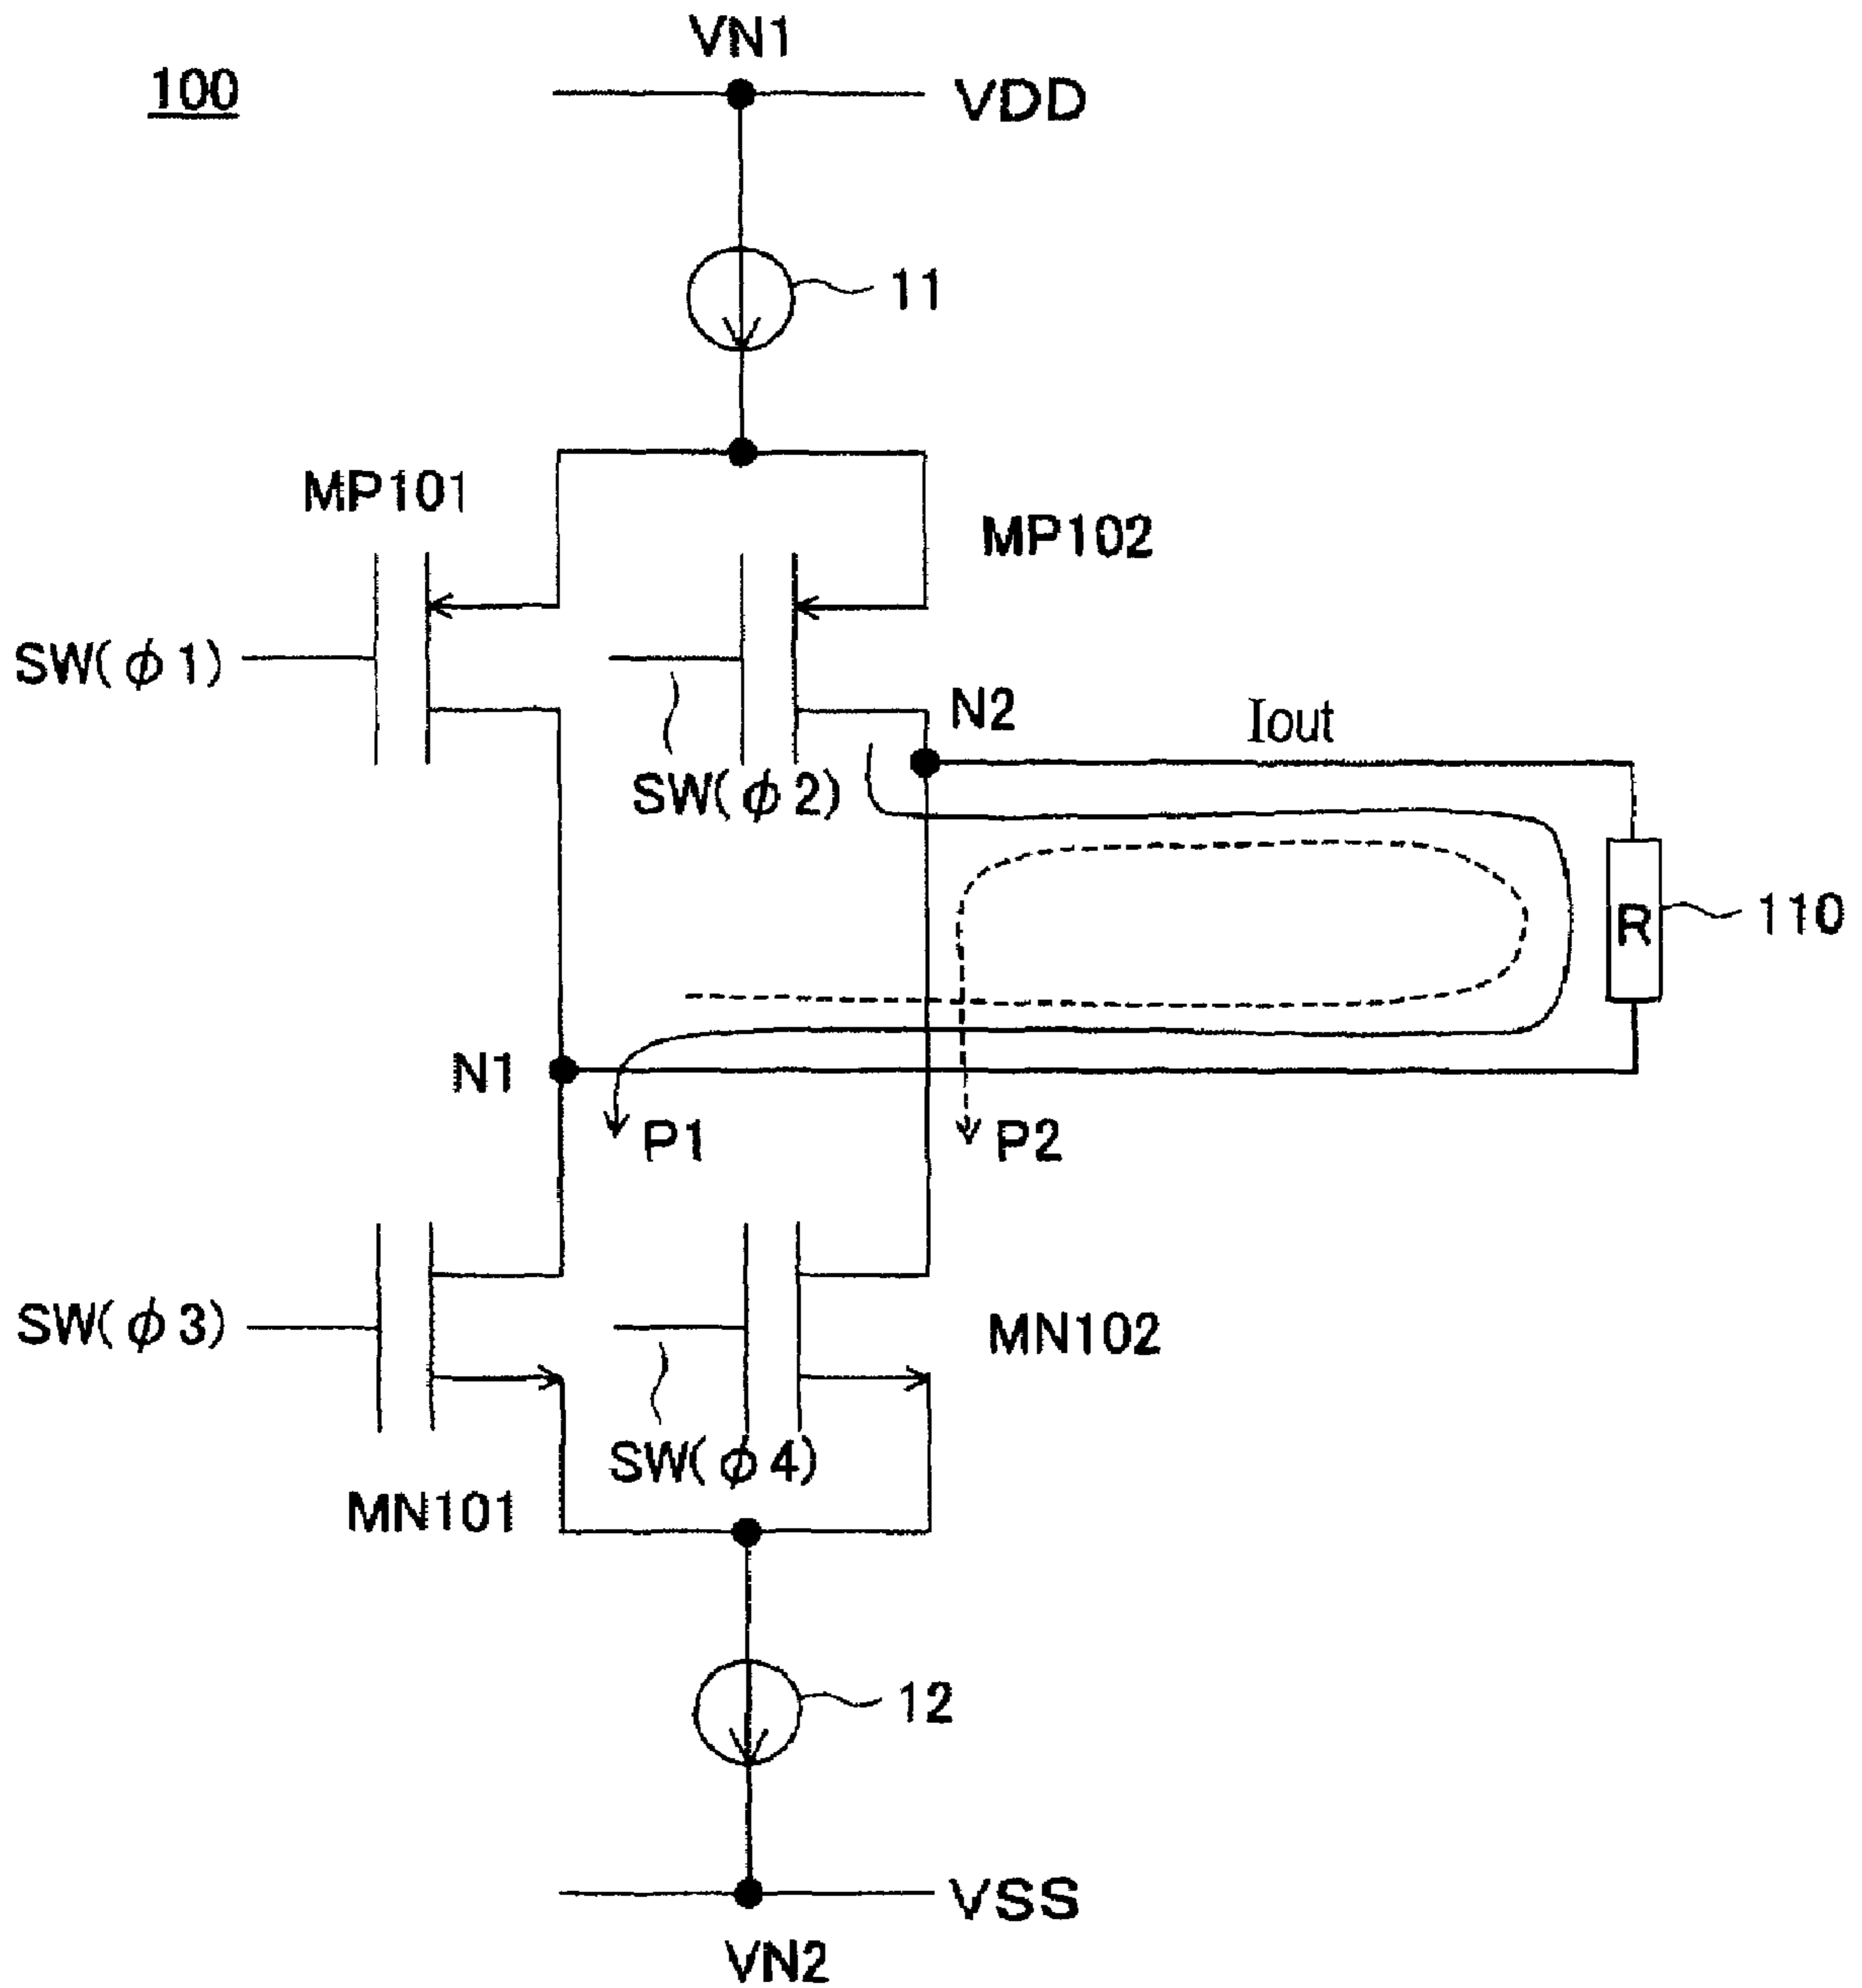 VN1
100
VDD
11
MP101
MP102
SW(ϕ1)
N2
Iout
SW(ϕ2)
R
110
N1
P1
P2
SW(ϕ3)
MN102
SW(ϕ4)
MN101
12
VSS
VN2